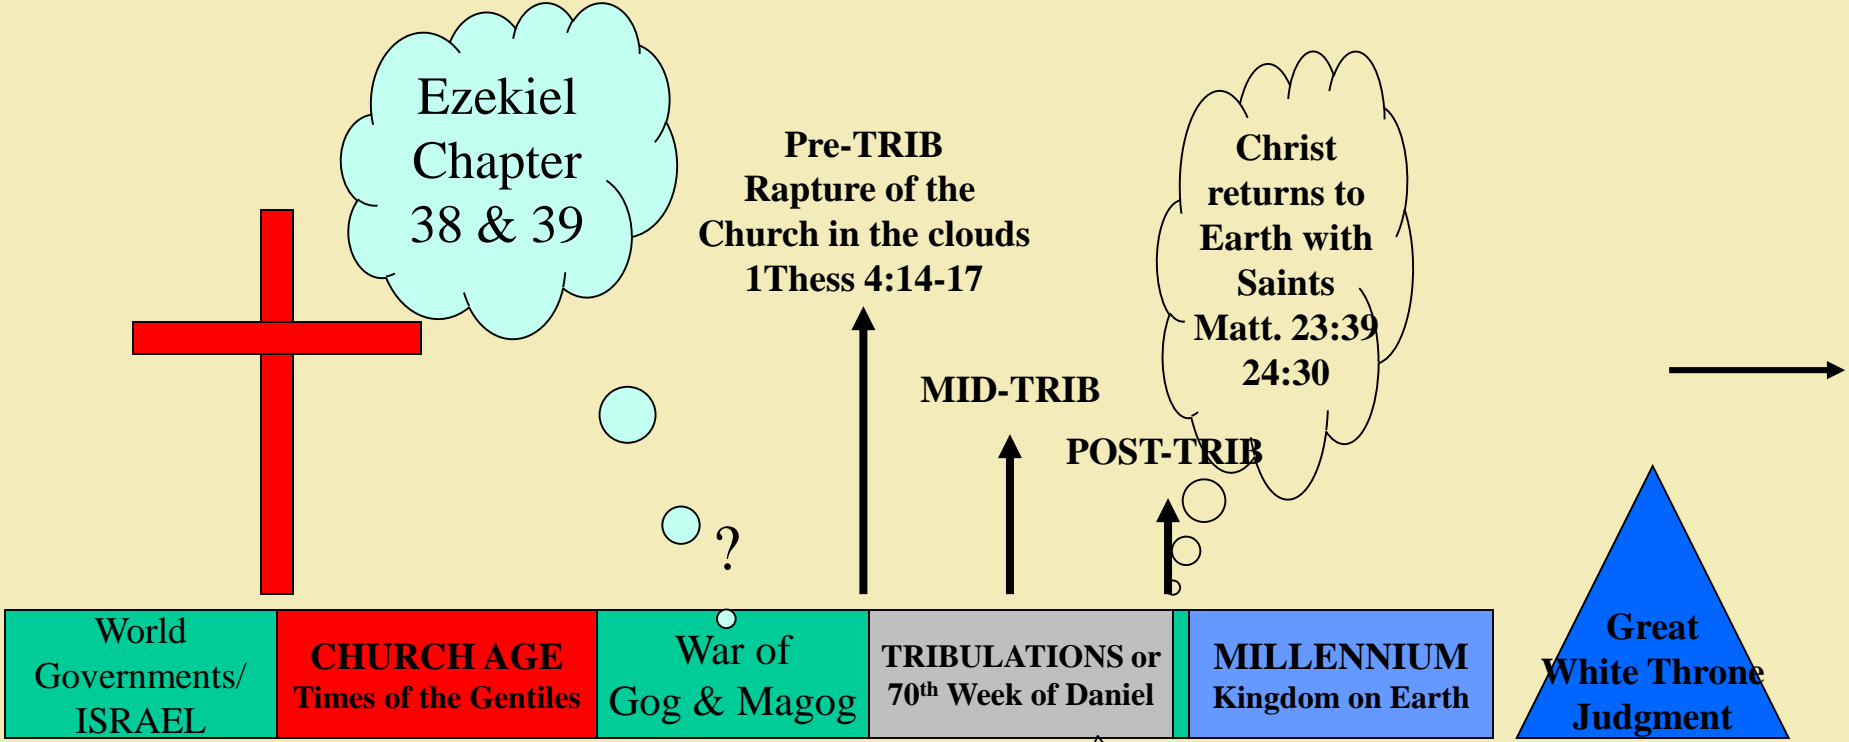 Ezekiel
Chapter
38 & 39
Pre-TRIB
Rapture of the
Church in the clouds
1Thess 4:14-17
Christ
returns to
Earth with
Saints
Matt. 23:39
24:30
MID-TRIB
POST-TRIB
?
World
Governments/
ISRAEL
CHURCH AGE
Times of the Gentiles
War of
Gog & Magog
TRIBULATIONS or
70th Week of Daniel
MILLENNIUM
Kingdom on Earth
Great
White Throne
Judgment